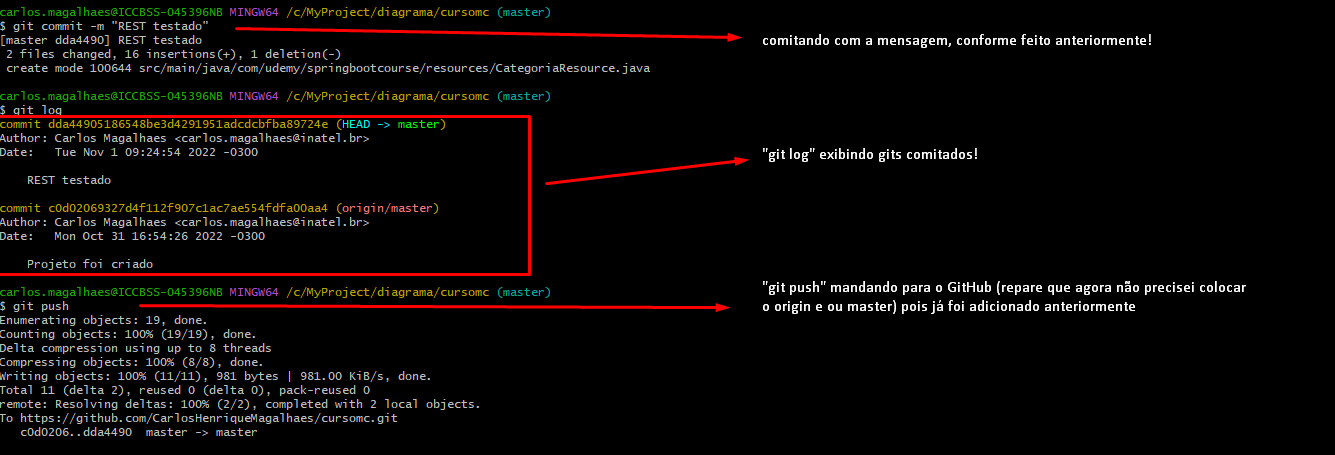 carlos.magalhaes@ICCBSS-045396NB MINGW64 /c/MyProject/diagrama/cursomc (master)
$ git commit -m "REST testado"
[master dda4490] REST testado
2 files changed, 16 insertions(+), 1 deletion(-)
create mode 100644 src/main/java/com/udemy/springbootcourse/resources/CategoriaResource.java
comitando com a mensagem, conforme feito anteriormente!
carlos.magalhaes@ICCBSS-045396NB MINGW64 /c/MyProject/diagrama/cursomc (master)
$ git log
commit dda44905186548be3d4291951adcdcbfba89724e (HEAD -> master)
Author: Carlos Magalhaes <carlos.magalhaes@inatel.br>
Date:   Tue Nov 1 09:24:54 2022 -0300
REST testado
commit c0d02069327d4f112f907c1ac7ae554fdfa00aa4 (origin/master)
Author: Carlos Magalhaes <carlos.magalhaes@inatel.br>
Date:   Mon Oct 31 16:54:26 2022 -0300
Projeto foi criado
"git log" exibindo gits comitados!
carlos.magalhaes@ICCBSS-045396NB MINGW64 /c/MyProject/diagrama/cursomc (master)
$ git push
Enumerating objects: 19, done.
Counting objects: 100% (19/19), done.
Delta compression using up to 8 threads
Compressing objects: 100% (8/8), done.
Writing objects: 100% (11/11), 981 bytes | 981.00 KiB/s, done.
Total 11 (delta 2), reused 0 (delta 0), pack-reused 0
remote: Resolving deltas: 100% (2/2), completed with 2 local objects.
To https://github.com/CarlosHenriqueMagalhaes/cursomc.git
c0d0206..dda4490  master -> master
"git push" mandando para o GitHub (repare que agora não precisei colocar
o origin e ou master) pois já foi adicionado anteriormente